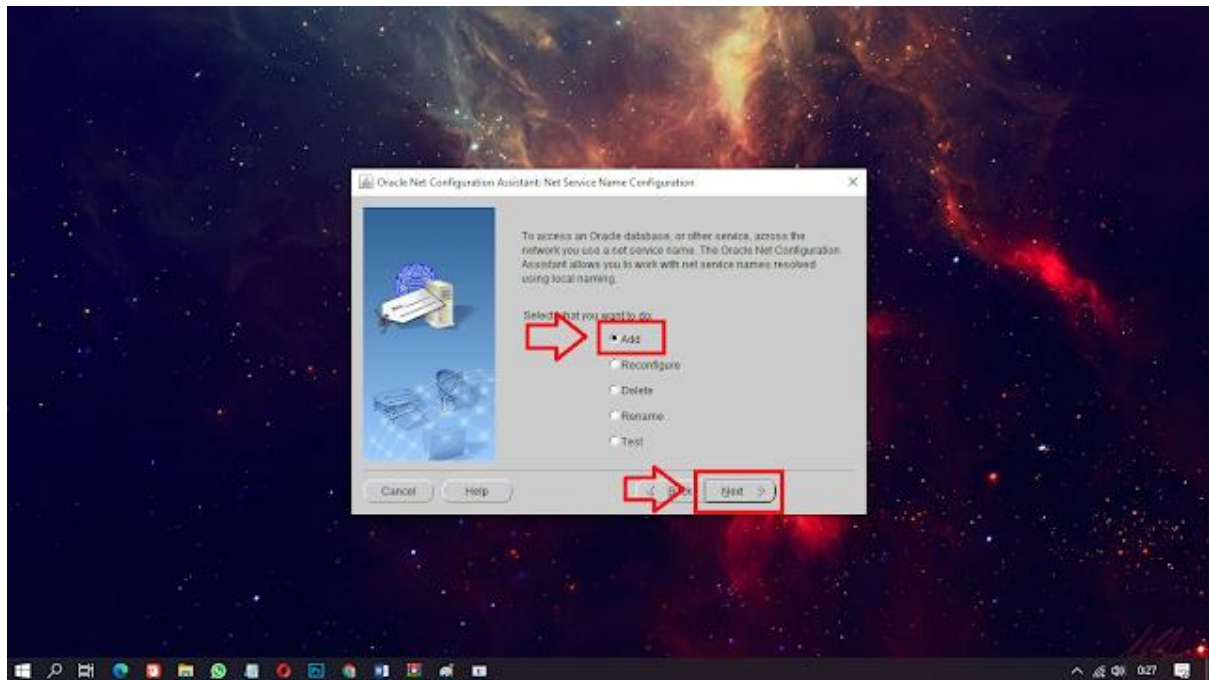 Oracle Net Configuration Assistant: Net Service Name Configuration
To access an Oracle database, or other service, across the
network you use a net service name. The Oracle Net Configuration
Assistant allows you to work with net service names resolved
using local naming.
Select what you want to do:
Add
Reconfigure
Delete
Rename
Test
Cancel
Help
Back
Next
0:27